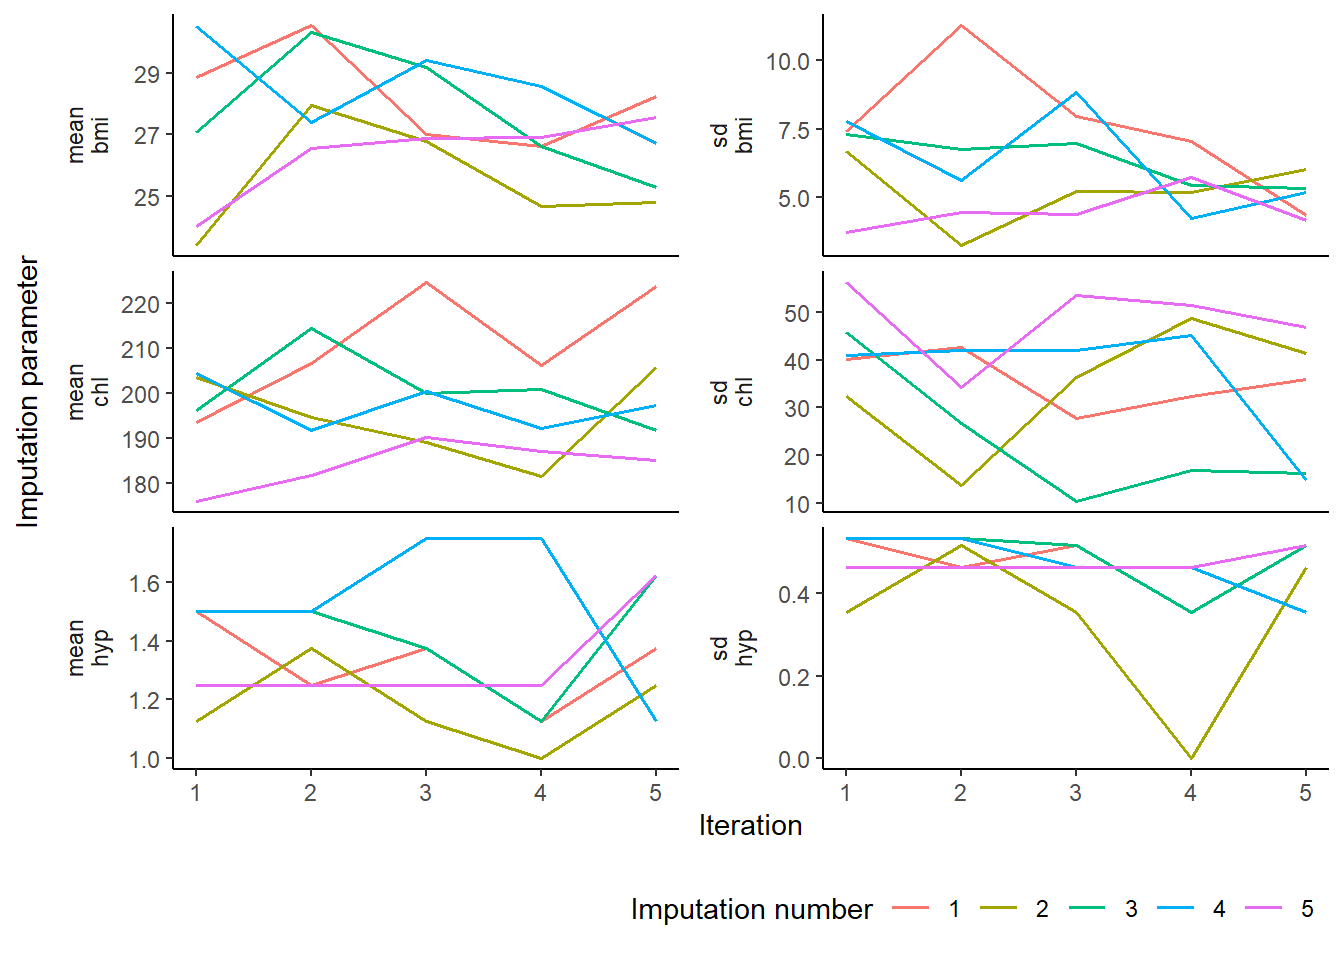 Imputation parameter
mean
bmi
29
27
25
sd
bmi
10.0
7.5
5.0
mean
chl
220
210
200
190
180
sd
chl
50
40
30
20
10
mean
hyp
1.6
1.4
1.2
1.0
sd
hyp
0.4
0.2
0.0
1 2 3 4 5
1 2 3 4 5
Iteration
Imputation number 1 2 3 4 5